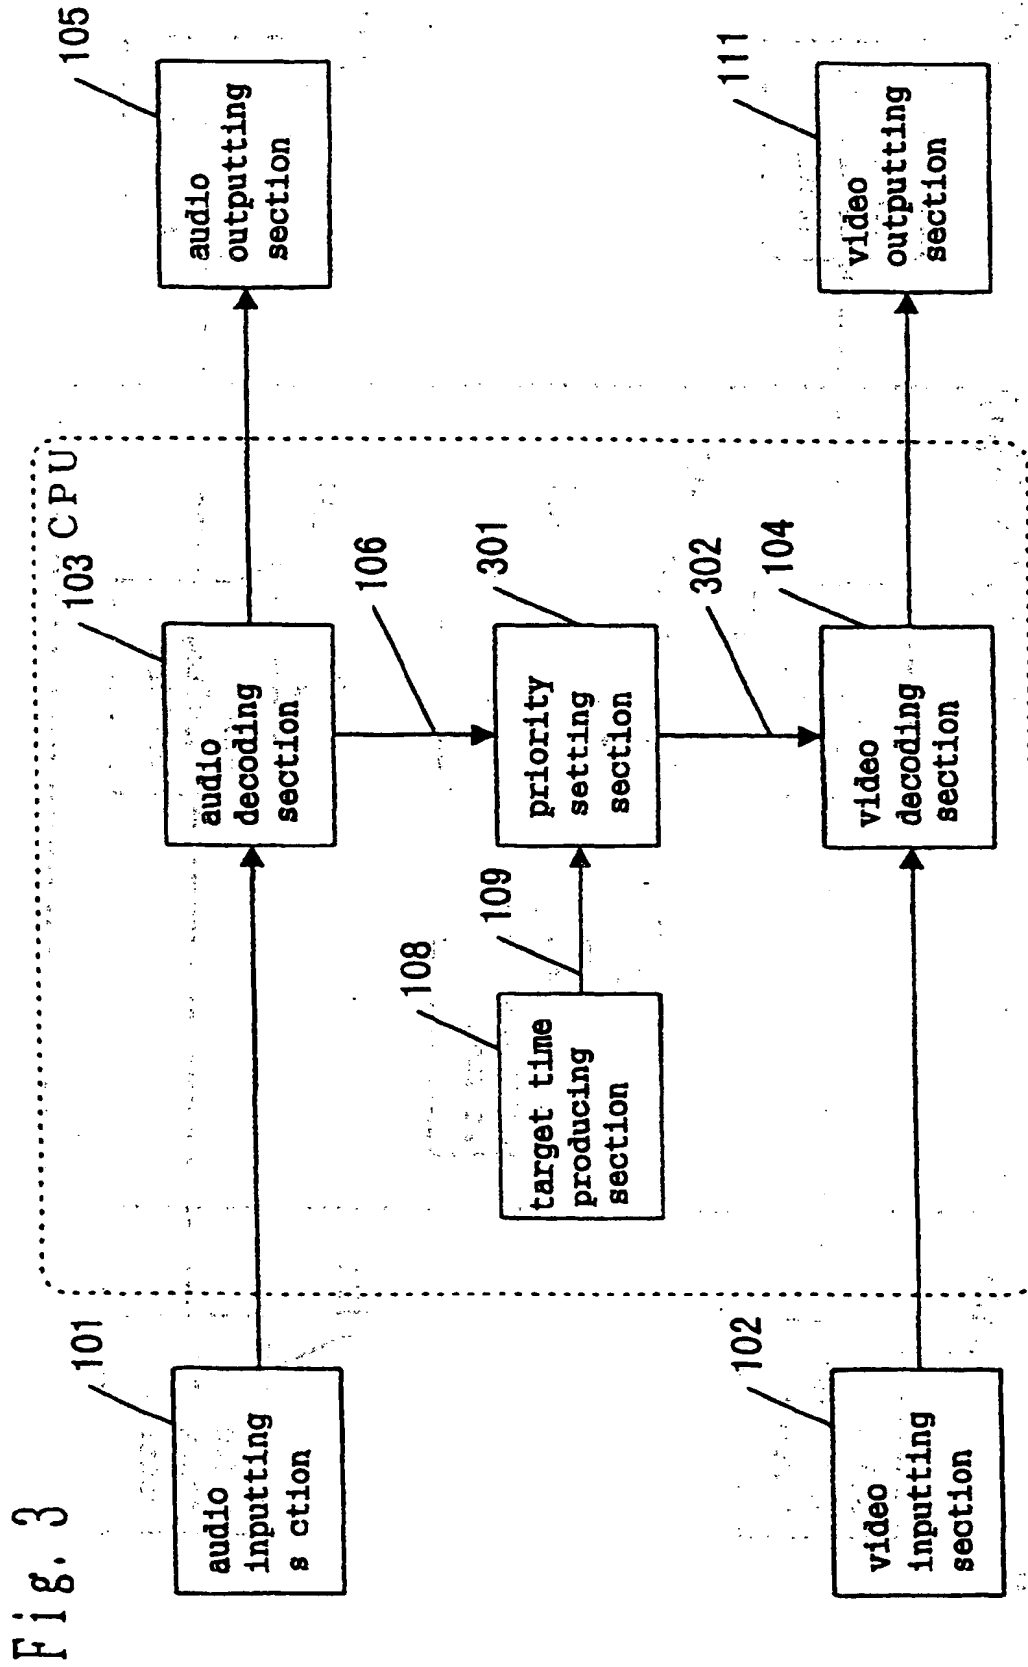 Fig. 3
101
audio
inputting
s ction
103
CPU
audio
decoding
section
105
audio
outputting
section
106
108
target time
producing
section
109
301
priority
setting
section
302
102
video
inputting
section
104
video
decoding
section
111
video
outputting
section